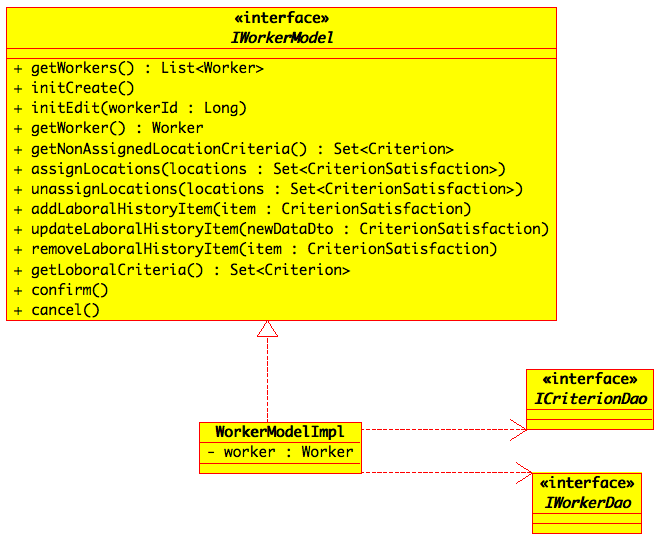 «interface»
IWorkerModel
+ getWorkers() : List<Worker>
+ initCreate()
+ initEdit(workerId : Long)
+ getWorker() : Worker
+ getNonAssignedLocationCriteria() : Set<Criterion>
+ assignLocations(locations : Set<CriterionSatisfaction>)
+ unassignLocations(locations : Set<CriterionSatisfaction>)
+ addLaboralHistoryItem(item : CriterionSatisfaction)
+ updateLaboralHistoryItem(newDataDto : CriterionSatisfaction)
+ removeLaboralHistoryItem(item : CriterionSatisfaction)
+ getLoboralCriteria() : Set<Criterion>
+ confirm()
+ cancel()
«interface»
ICriterionDao
WorkerModelImpl
- worker : Worker
«interface»
IWorkerDao